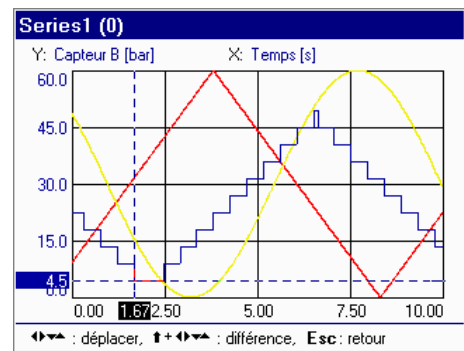 Series1 (0)
Y: Capteur B [bar] X: Temps [s]
60.0
45.0
30.0
15.0
4.5
0.0
0.00 1.67 2.50 5.00 7.50 10.00
: déplacer, + : différence, Esc : retour